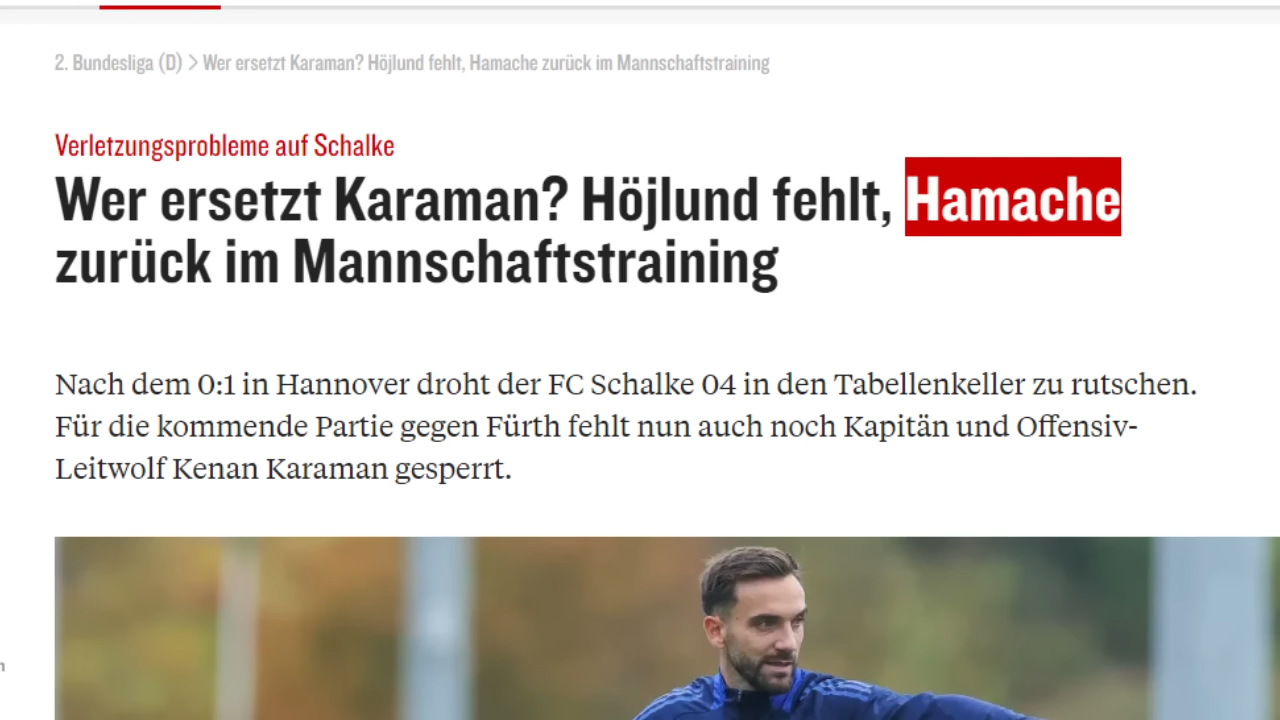 2. Bundesliga (D) > Wer ersetzt Karaman? Höjlund fehlt, Hamache zurück im Mannschaftstraining
Verletzungsprobleme auf Schalke
Wer ersetzt Karaman? Höjlund fehlt, Hamache
zurück im Mannschaftstraining
Nach dem 0:1 in Hannover droht der FC Schalke 04 in den Tabellenkeller zu rutschen.
Für die kommende Partie gegen Fürth fehlt nun auch noch Kapitän und Offensiv-
Leitwolf Kenan Karaman gesperrt.